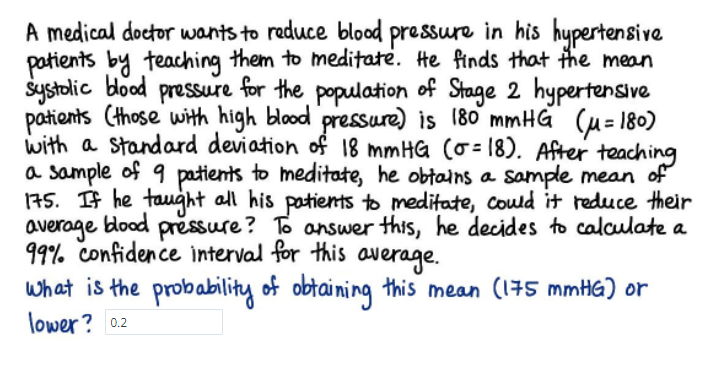 A medical doctor wants to reduce blood pressure in his hypertensive
patients by teaching them to meditate. He finds that the mean
systolic blood pressure for the population of Stage 2 hypertensive
patients (those with high blood pressure) is 180 mmHG (μ=180)
with a standard deviation of 18 mmHG (σ=18). After teaching
a sample of 9 patients to meditate, he obtains a sample mean of
175. If he taught all his patients to meditate, could it reduce their
average blood pressure? To answer this, he decides to calculate a
99% confidence interval for this average.
What is the probability of obtaining this mean (175 mmHG) or
lower? 0.2